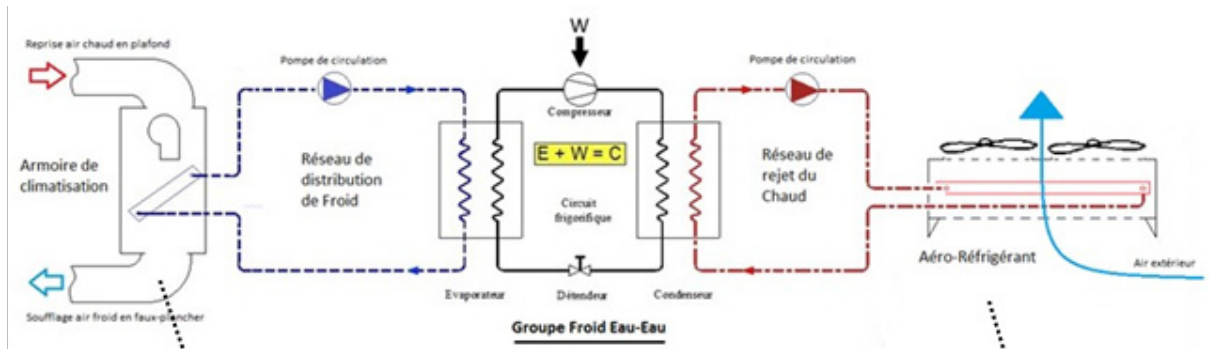 Reprise air chaud en plafond
Armoire de
climatisation
Soufflage air froid en faux-plancher
Pompe de circulation
Réseau de
distribution
de Froid
W
Compresseur
E + W = C
Circuit
frigorifique
Evaporateur
Détendeur
Condenseur
Groupe Froid Eau-Eau
Pompe de circulation
Réseau de
rejet du
Chaud
Aéro-Réfrigérant
Air extérieur